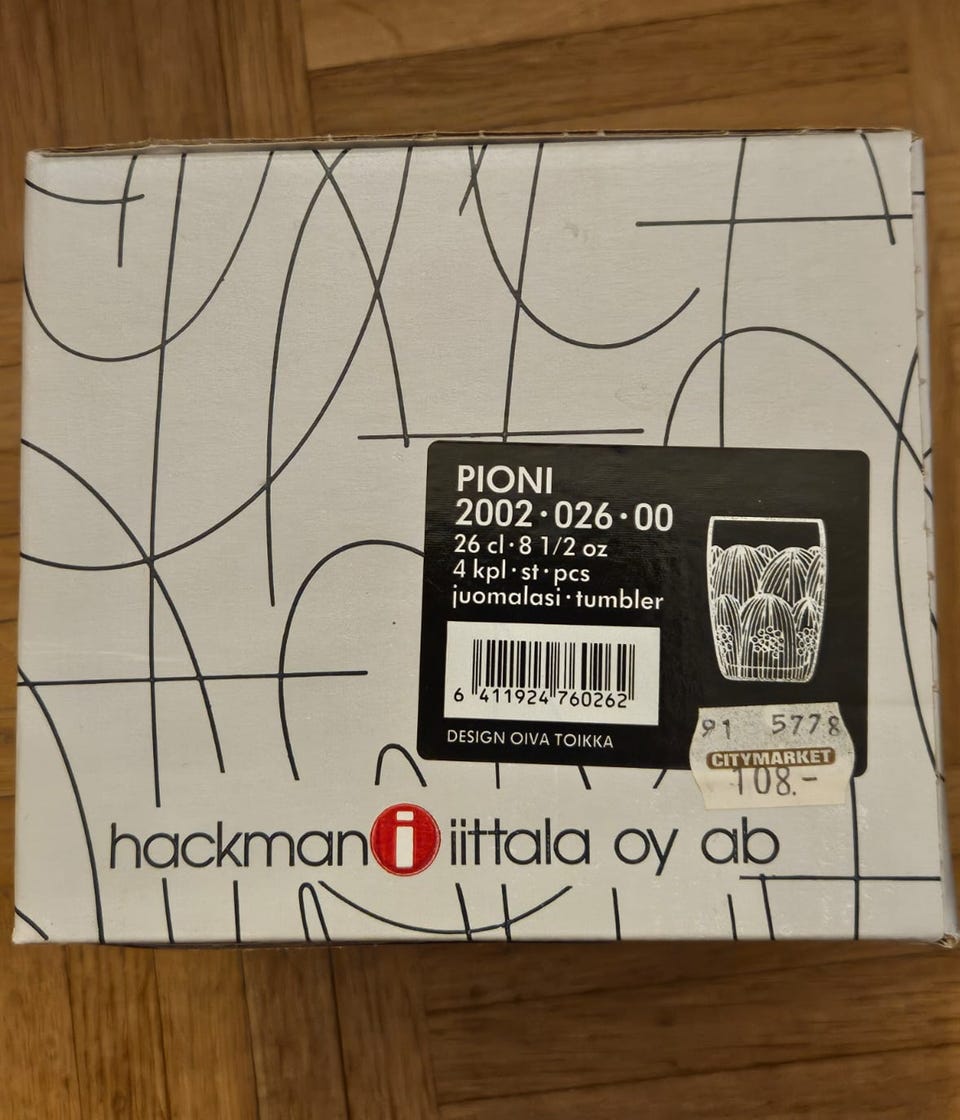 PIONI
2002·026·00
26 cl·8 1/2 oz
4 kpl·st·pcs
juomalasi·tumbler
6 411924 760262
DESIGN OIVA TOIKKA
91 5778
CITYMARKET
108.-
hackman i iittala oy ab